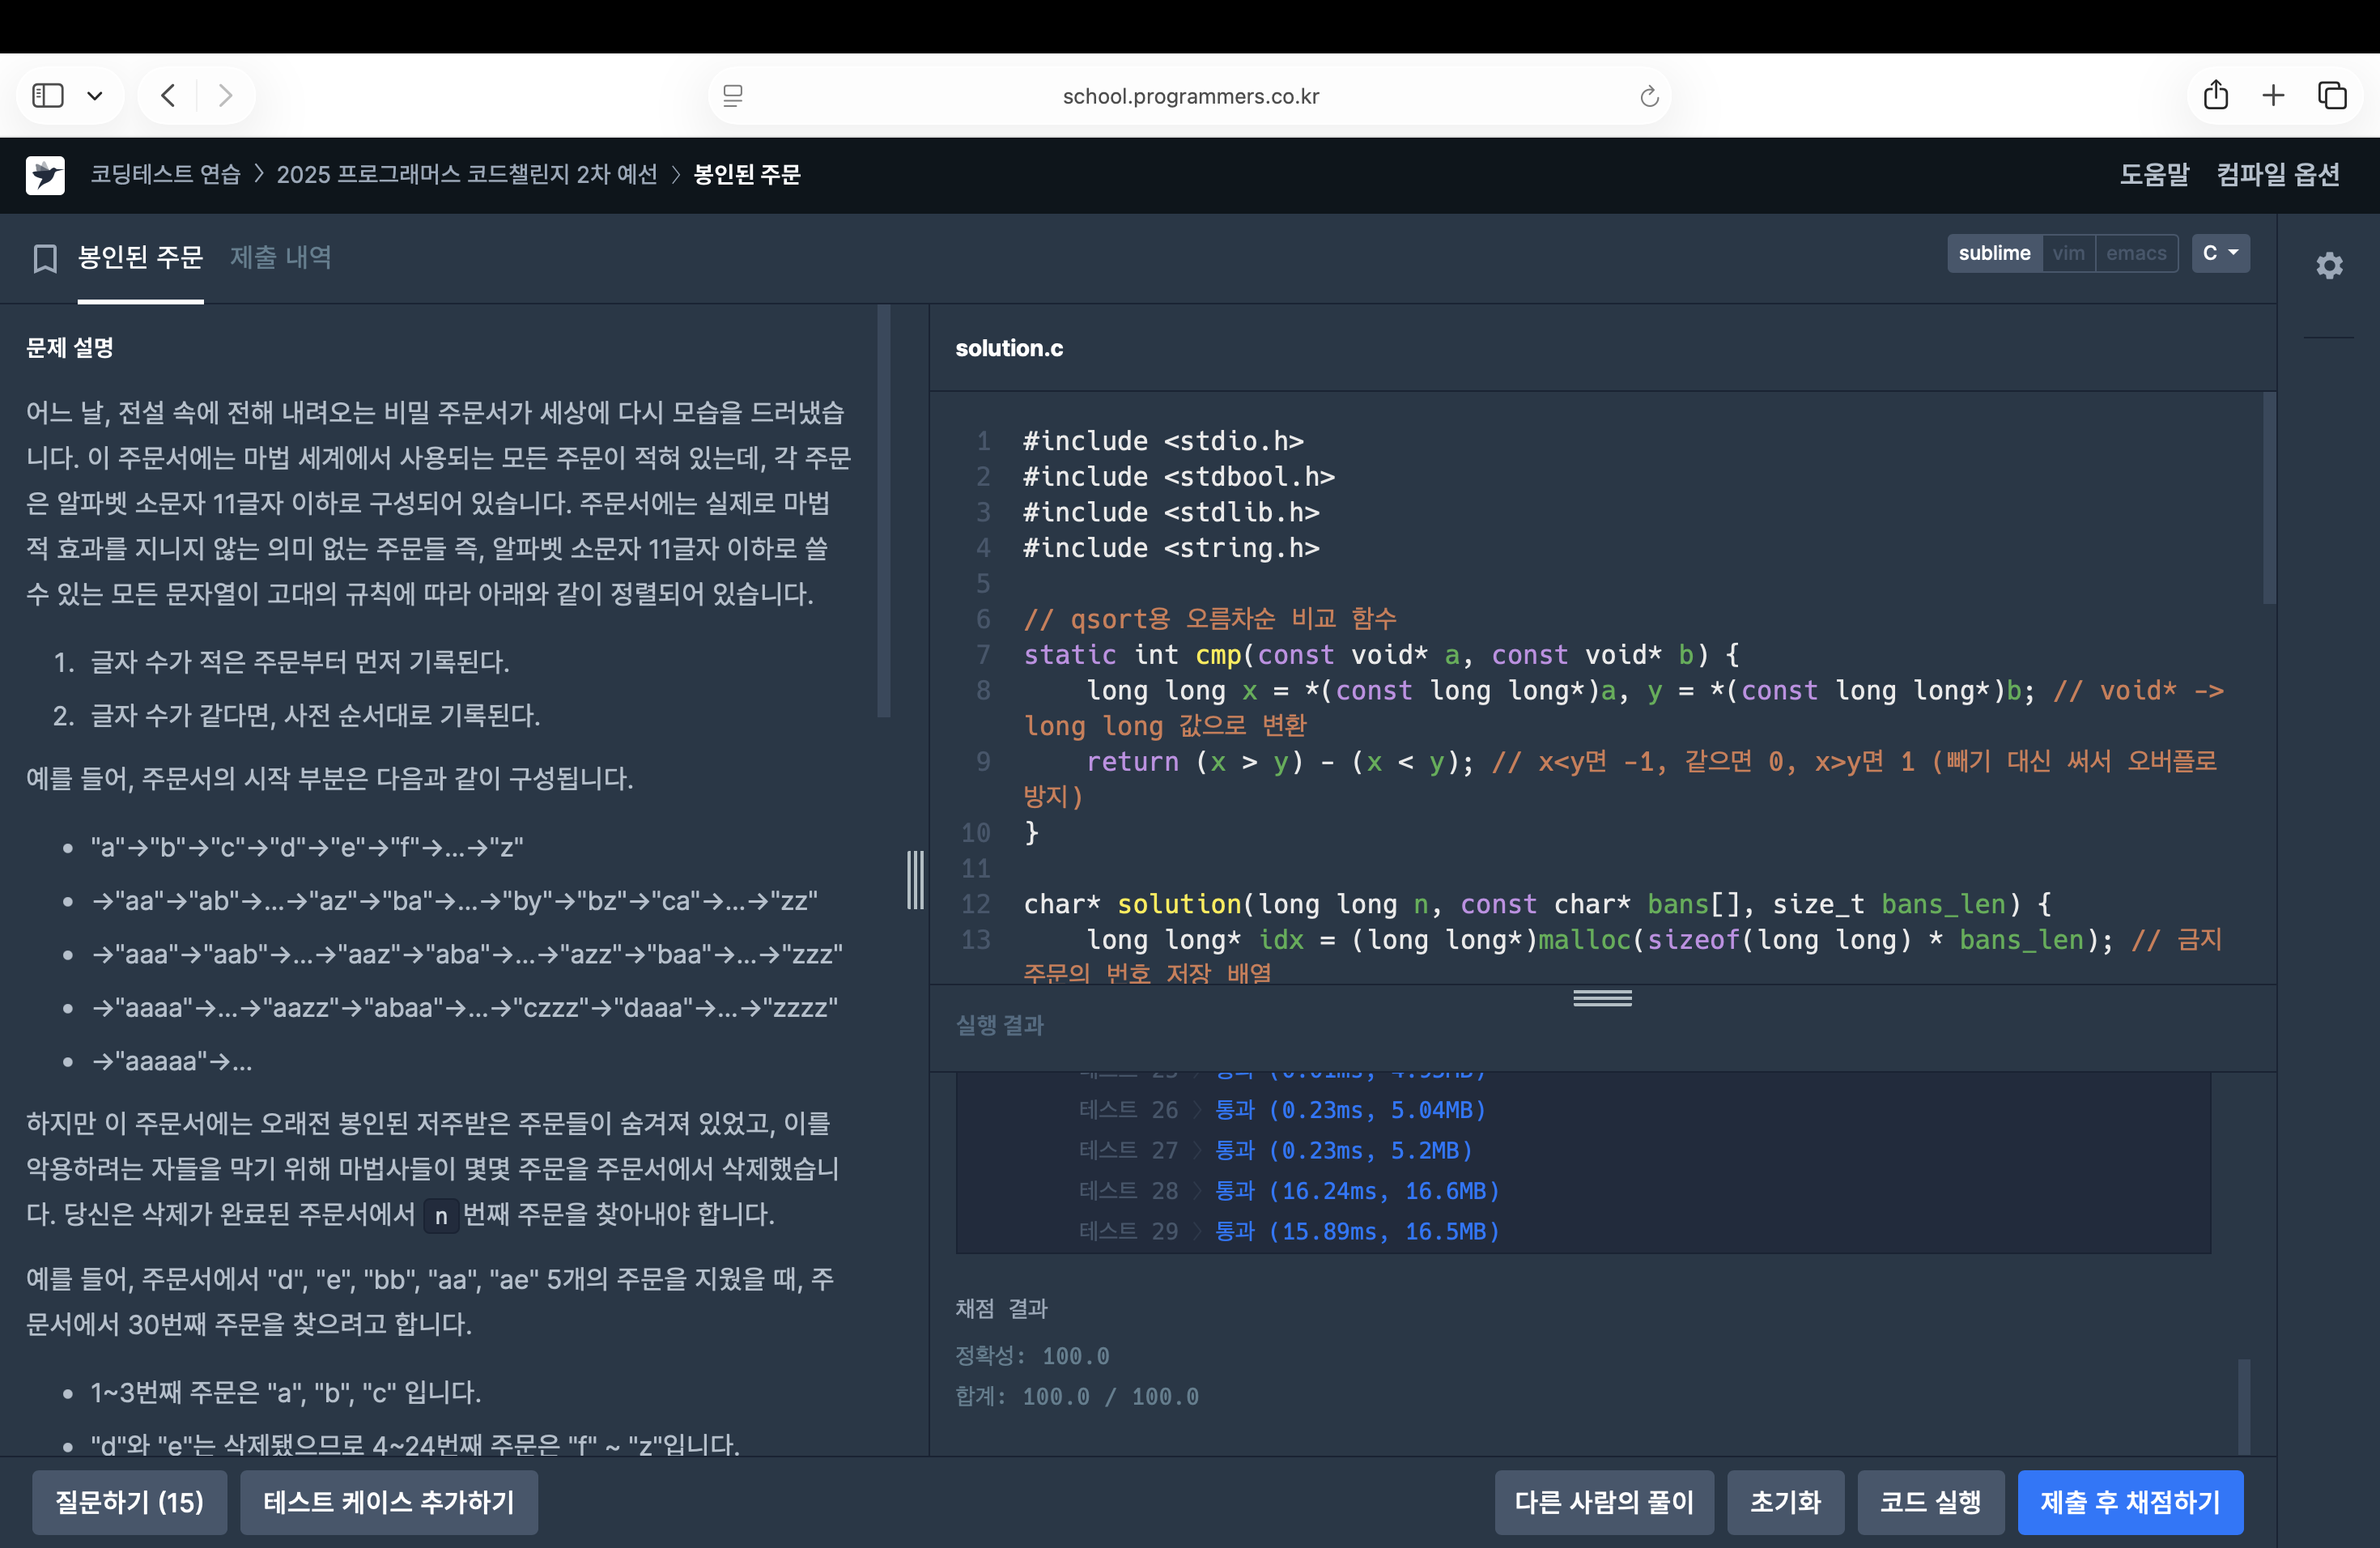 school.programmers.co.kr
코딩테스트 연습 > 2025 프로그래머스 코드챌린지 2차 예선 > 봉인된 주문
도움말 컴파일 옵션
봉인된 주문 제출 내역
sublime vim emacs C
문제 설명
어느 날, 전설 속에 전해 내려오는 비밀 주문서가 세상에 다시 모습을 드러냈습
니다. 이 주문서에는 마법 세계에서 사용되는 모든 주문이 적혀 있는데, 각 주문
은 알파벳 소문자 11글자 이하로 구성되어 있습니다. 주문서에는 실제로 마법
적 효과를 지니지 않는 의미 없는 주문들 즉, 알파벳 소문자 11글자 이하로 쓸
수 있는 모든 문자열이 고대의 규칙에 따라 아래와 같이 정렬되어 있습니다.
1. 글자 수가 적은 주문부터 먼저 기록된다.
2. 글자 수가 같다면, 사전 순서대로 기록된다.
예를 들어, 주문서의 시작 부분은 다음과 같이 구성됩니다.
• "a"→"b"→"c"→"d"→"e"→"f"→...→"z"
• →"aa"→"ab"→...→"az"→"ba"→...→"by"→"bz"→"ca"→...→"zz"
• →"aaa"→"aab"→...→"aaz"→"aba"→...→"azz"→"baa"→...→"zzz"
• →"aaaa"→...→"aazz"→"abaa"→...→"czzz"→"daaa"→...→"zzzz"
• →"aaaaa"→...
하지만 이 주문서에는 오래전 봉인된 저주받은 주문들이 숨겨져 있었고, 이를
악용하려는 자들을 막기 위해 마법사들이 몇몇 주문을 주문서에서 삭제했습니
다. 당신은 삭제가 완료된 주문서에서 n 번째 주문을 찾아내야 합니다.
예를 들어, 주문서에서 "d", "e", "bb", "aa", "ae" 5개의 주문을 지웠을 때, 주
문서에서 30번째 주문을 찾으려고 합니다.
• 1~3번째 주문은 "a", "b", "c" 입니다.
• "d"와 "e"는 삭제됐으므로 4~24번째 주문은 "f" ~ "z"입니다.
solution.c
1 #include <stdio.h>
2 #include <stdbool.h>
3 #include <stdlib.h>
4 #include <string.h>
5
6 // qsort용 오름차순 비교 함수
7 static int cmp(const void* a, const void* b) {
8     long long x = *(const long long*)a, y = *(const long long*)b; // void* ->
long long 값으로 변환
9     return (x > y) - (x < y); // x<y면 -1, 같으면 0, x>y면 1 (빼기 대신 써서 오버플로
방지)
10 }
11
12 char* solution(long long n, const char* bans[], size_t bans_len) {
13     long long* idx = (long long*)malloc(sizeof(long long) * bans_len); // 금지
주문의 번호 저장 배열
실행 결과
테스트 25 > 통과 (0.01ms, 4.93MB)
테스트 26 > 통과 (0.23ms, 5.04MB)
테스트 27 > 통과 (0.23ms, 5.2MB)
테스트 28 > 통과 (16.24ms, 16.6MB)
테스트 29 > 통과 (15.89ms, 16.5MB)
채점 결과
정확성: 100.0
합계: 100.0 / 100.0
질문하기 (15) 테스트 케이스 추가하기 다른 사람의 풀이 초기화 코드 실행 제출 후 채점하기